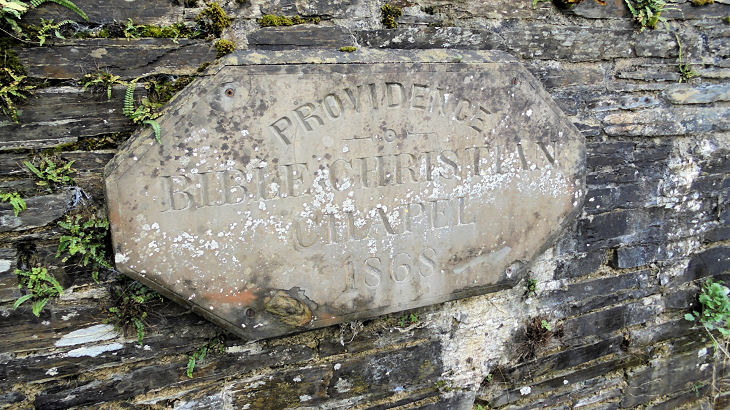 PROVIDENCE
BIBLE CHRISTIAN
CHAPEL
1868